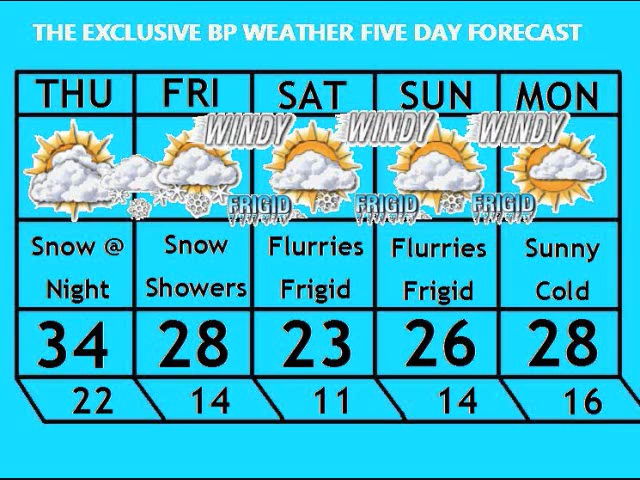 THE EXCLUSIVE BP WEATHER FIVE DAY FORECAST
THU FRI SAT SUN MON
WINDY WINDY WINDY
FRIGID FRIGID FRIGID
Snow @ Snow Flurries Flurries Sunny
Night Showers Frigid Frigid Cold
34 28 23 26 28
22 14 11 14 16